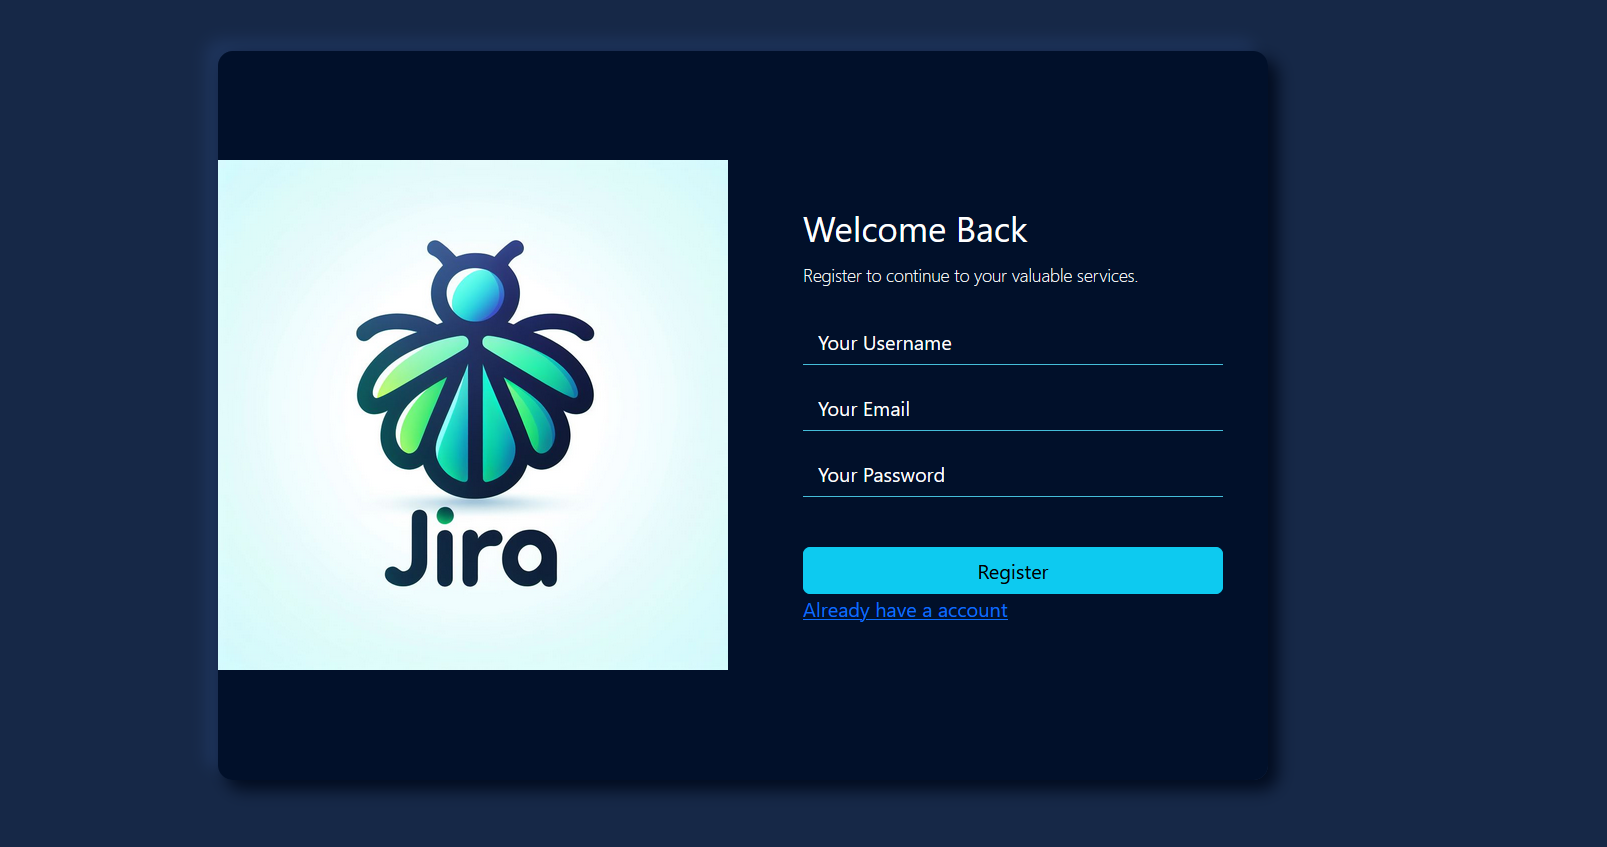 Jira
Welcome Back
Register to continue to your valuable services.
Your Username
Your Email
Your Password
Register
Already have a account